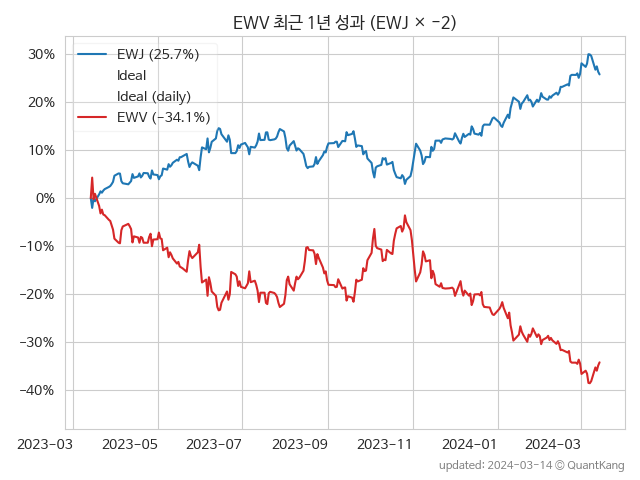 EWV 최근 1년 성과 (EWJ × −2)
EWJ (25.7%)
Ideal
Ideal (daily)
EWV (−34.1%)
30%
20%
10%
0%
−10%
−20%
−30%
−40%
2023-03
2023-05
2023-07
2023-09
2023-11
2024-01
2024-03
updated: 2024-03-14 © QuantKang